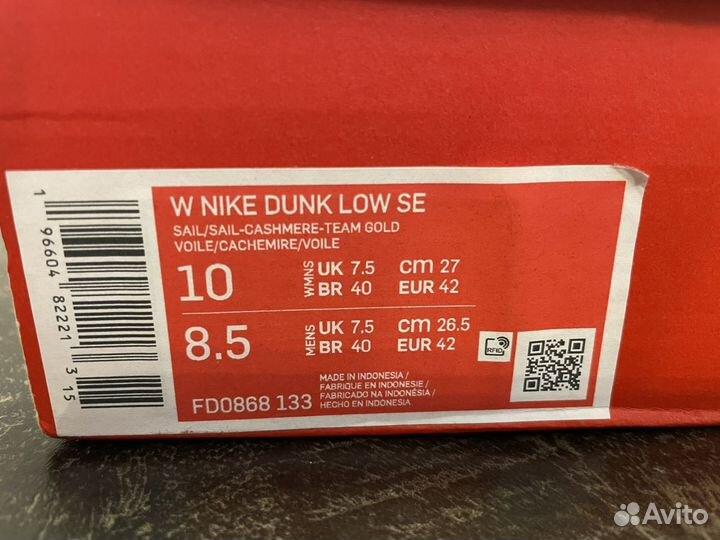 W NIKE DUNK LOW SE
SAIL/SAIL-CASHMERE-TEAM GOLD
VOILE/CACHEMIRE/VOILE
10 WMNS UK 7.5 cm 27
BR 40 EUR 42
8.5 MENS UK 7.5 cm 26.5
BR 40 EUR 42
RFID
FD0868 133
MADE IN INDONESIA /
FABRIQUE EN INDONESIE /
FABRICADO NA INDONÉSIA /
HECHO EN INDONESIA
1 96604 82221 3 15
Avito